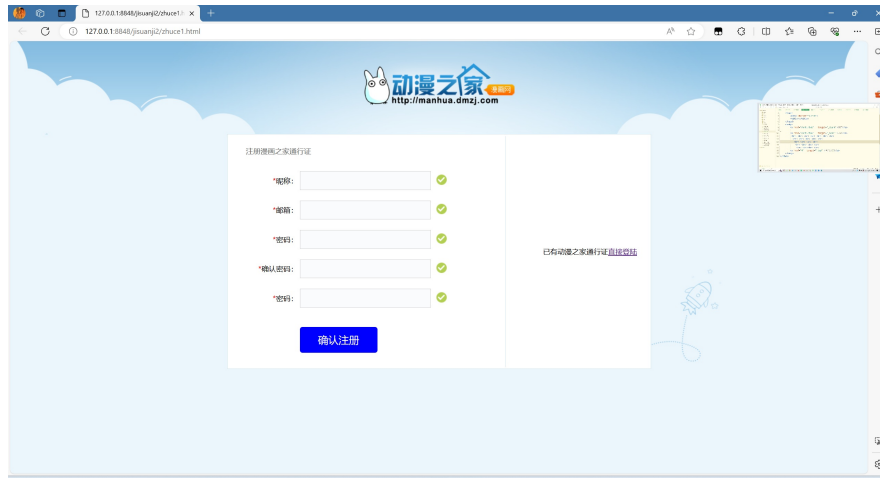 127.0.0.1:8848/jisuanji2/zhuce1.h
127.0.0.1:8848/jisuanji2/zhuce1.html
动漫之家
漫画网
http://manhua.dmzj.com
注册漫画之家通行证
*昵称:
*邮箱:
*密码:
已有动漫之家通行证直接登陆
*确认密码:
*密码:
确认注册